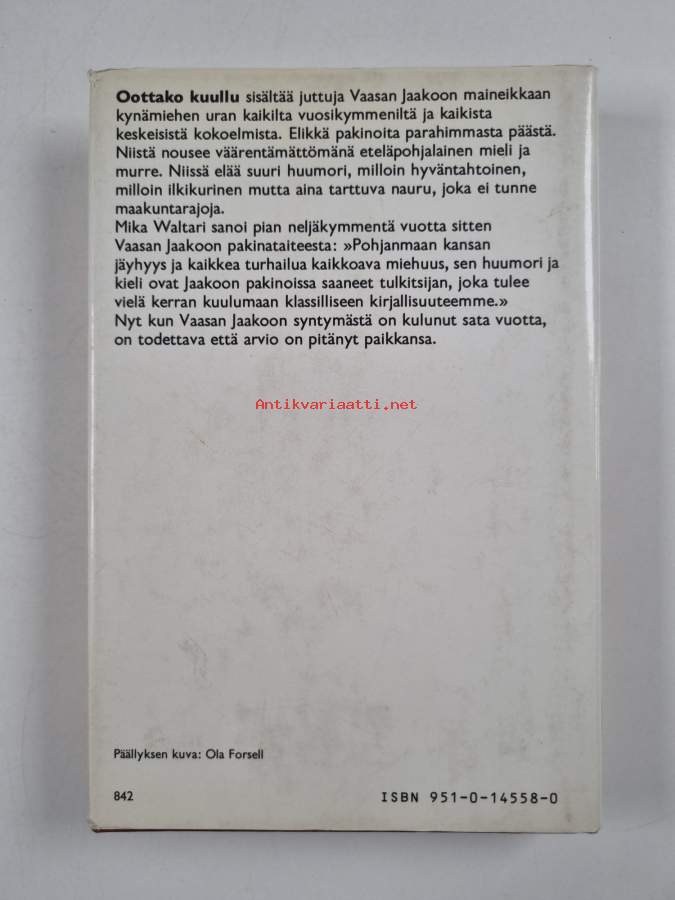 Oottako kuullu sisältää juttuja Vaasan Jaakoon maineikkaan
kynämiehen uran kaikilta vuosikymmeniltä ja kaikista
keskeisistä kokoelmista. Elikkä pakinoita parahimmasta päästä.
Niistä nousee väärentämättömänä eteläpohjalainen mieli ja
murre. Niissä elää suuri huumori, milloin hyväntahtoinen,
milloin ilkikurinen mutta aina tarttuva nauru, joka ei tunne
maakuntarajoja.
Mika Waltari sanoi pian neljäkymmentä vuotta sitten
Vaasan Jaakoon pakinataiteesta: »Pohjanmaan kansan
jäyhyys ja kaikkea turhailua kaikkoava miehuus, sen huumori ja
kieli ovat Jaakoon pakinoissa saaneet tulkitsijan, joka tulee
vielä kerran kuulumaan klassilliseen kirjallisuuteemme.»
Nyt kun Vaasan Jaakoon syntymästä on kulunut sata vuotta,
on todettava että arvio on pitänyt paikkansa.
Antikvariaatti.net
Päällyksen kuva: Ola Forsell
842 ISBN 951-0-14558-0